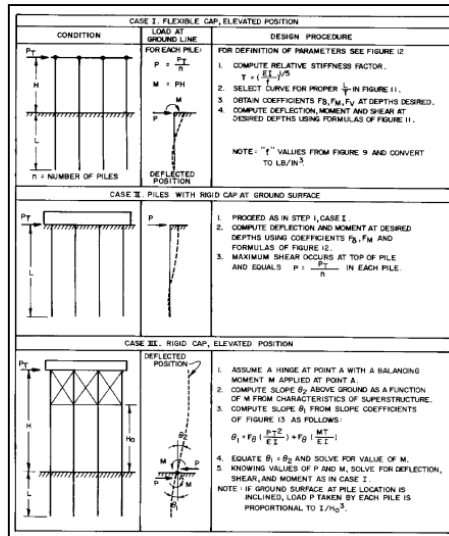 CASE I. FLEXIBLE CAP, ELEVATED POSITION
CONDITION
LOAD AT GROUND LINE
DESIGN PROCEDURE
PT
H
L
n = NUMBER OF PILES
FOR EACH PILE:
P = PT/n
M = PH
M
P
DEFLECTED
POSITION
FOR DEFINITION OF PARAMETERS SEE FIGURE 12
1. COMPUTE RELATIVE STIFFNESS FACTOR.
T = (EI/f)^1/5
2. SELECT CURVE FOR PROPER L/T IN FIGURE 11.
3. OBTAIN COEFFICIENTS Fδ, FM, FV AT DEPTHS DESIRED.
4. COMPUTE DEFLECTION, MOMENT AND SHEAR AT
DESIRED DEPTHS USING FORMULAS OF FIGURE 11.
NOTE: "f" VALUES FROM FIGURE 9 AND CONVERT
TO LB/IN³.
CASE II. PILES WITH RIGID CAP AT GROUND SURFACE
PT
L
P
1. PROCEED AS IN STEP 1, CASE I.
2. COMPUTE DEFLECTION AND MOMENT AT DESIRED
DEPTHS USING COEFFICIENTS Fδ, FM AND
FORMULAS OF FIGURE 12.
3. MAXIMUM SHEAR OCCURS AT TOP OF PILE
AND EQUALS P = PT/n IN EACH PILE.
CASE III. RIGID CAP, ELEVATED POSITION
PT
H
Ho
L
DEFLECTED
POSITION
θ2
M
P
P
M
θ1
1. ASSUME A HINGE AT POINT A WITH A BALANCING
MOMENT M APPLIED AT POINT A.
2. COMPUTE SLOPE θ2 ABOVE GROUND AS A FUNCTION
OF M FROM CHARACTERISTICS OF SUPERSTRUCTURE.
3. COMPUTE SLOPE θ1 FROM SLOPE COEFFICIENTS
OF FIGURE 13 AS FOLLOWS:
θ1 = Fθ (PT²/EI) + Fθ (MT/EI)
4. EQUATE θ1 = θ2 AND SOLVE FOR VALUE OF M.
5. KNOWING VALUES OF P AND M, SOLVE FOR DEFLECTION,
SHEAR, AND MOMENT AS IN CASE I.
NOTE: IF GROUND SURFACE AT PILE LOCATION IS
INCLINED, LOAD P TAKEN BY EACH PILE IS
PROPORTIONAL TO 1/Ho³.